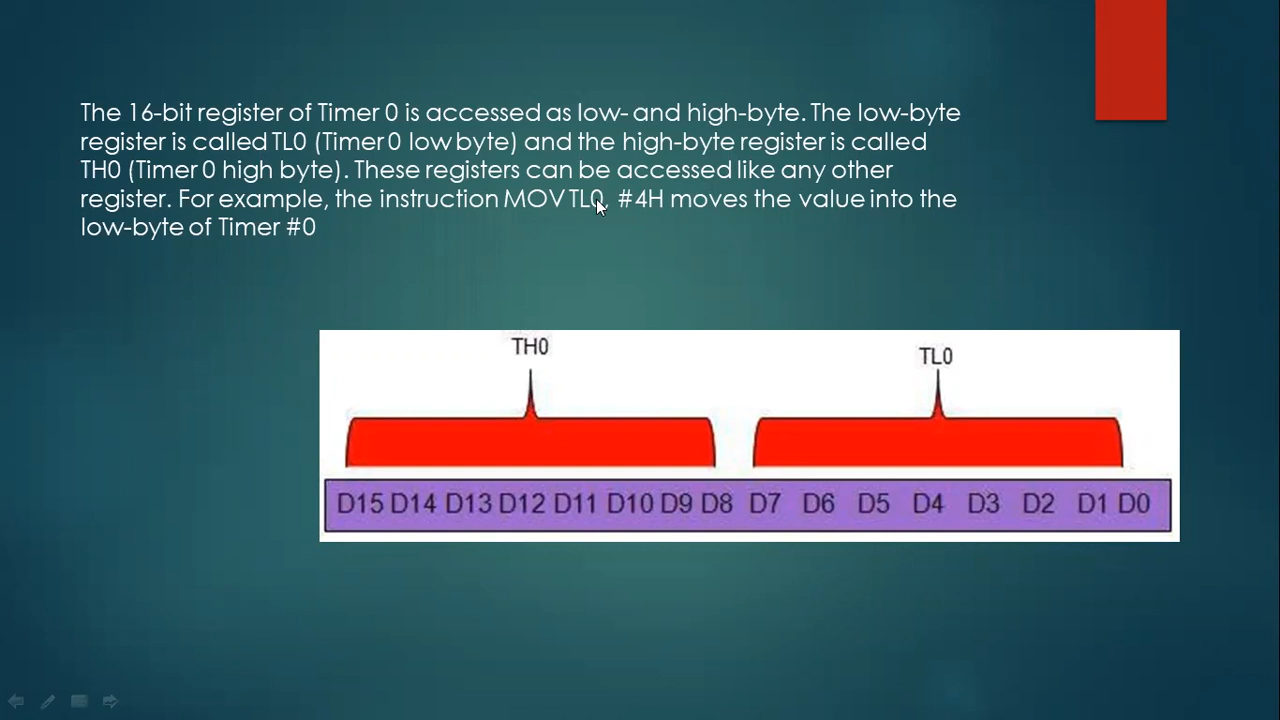 The 16-bit register of Timer 0 is accessed as low- and high-byte. The low-byte
register is called TL0 (Timer 0 low byte) and the high-byte register is called
TH0 (Timer 0 high byte). These registers can be accessed like any other
register. For example, the instruction MOV TL0, #4H moves the value into the
low-byte of Timer #0
TH0
TL0
D15 D14 D13 D12 D11 D10 D9 D8 D7 D6 D5 D4 D3 D2 D1 D0